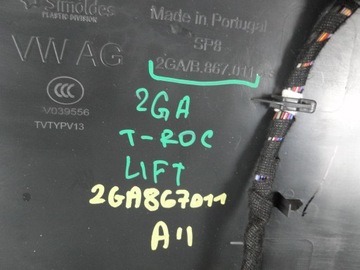 Simoldes
PLASTIC DIVISION
Made in Portugal
SP8
VW AG
2GA/B.867.011
V039556
TVTYPV13
2GA
T-ROC
LIFT
2GA867011
A11